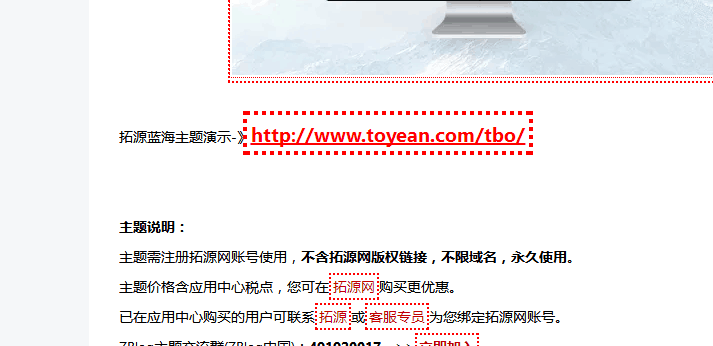 拓源蓝海主题演示-》http://www.toyean.com/tbo/
主题说明：
主题需注册拓源网账号使用，不含拓源网版权链接，不限域名，永久使用。
主题价格含应用中心税点，您可在拓源网购买更优惠。
已在应用中心购买的用户可联系拓源或客服专员为您绑定拓源网账号。
ZBlog主题交流群(ZBlog中国)：401920017 ->> 立即加入